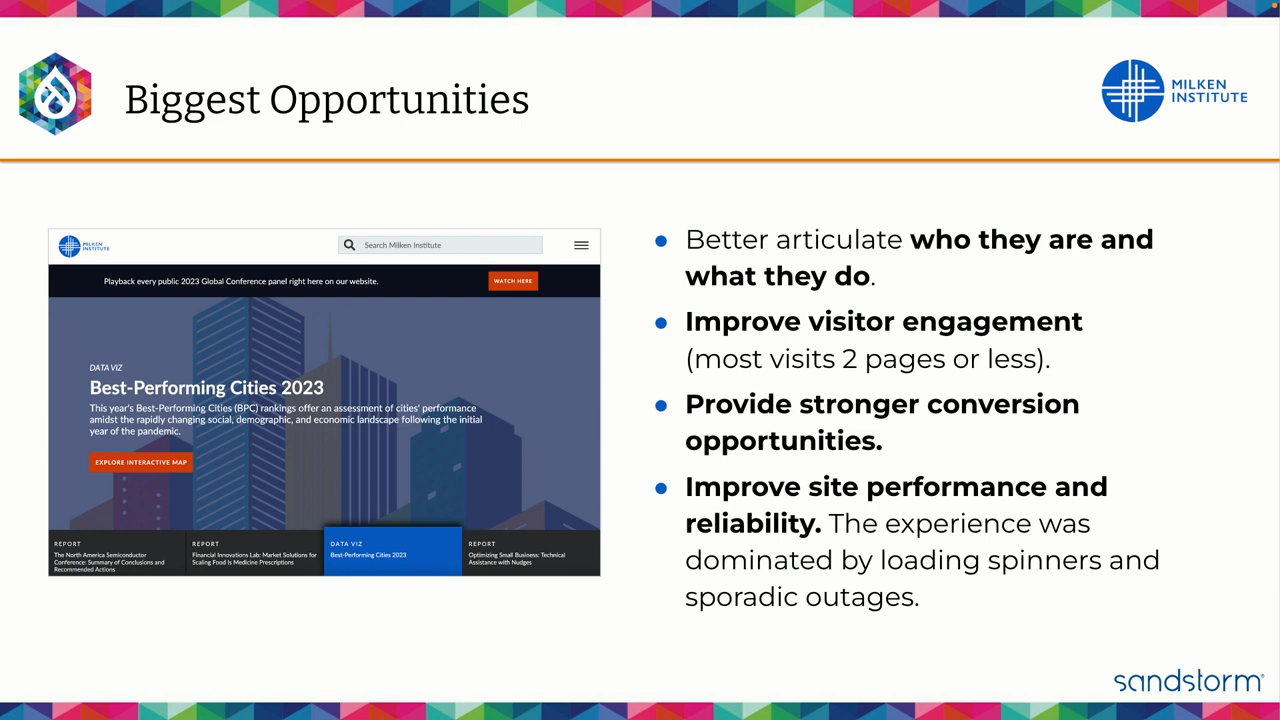 Biggest Opportunities
MILKEN
INSTITUTE
MILKEN
INSTITUTE
Search Milken Institute
Playback every public 2023 Global Conference panel right here on our website.
WATCH HERE
DATA VIZ
Best-Performing Cities 2023
This year's Best-Performing Cities (BPC) rankings offer an assessment of cities' performance
amidst the rapidly changing social, demographic, and economic landscape following the initial
year of the pandemic.
EXPLORE INTERACTIVE MAP
REPORT
The North America Semiconductor
Conference: Summary of Conclusions and
Recommended Actions
REPORT
Financial Innovations Lab: Market Solutions for
Scaling Food Is Medicine Prescriptions
DATA VIZ
Best-Performing Cities 2023
REPORT
Optimizing Small Business: Technical
Assistance with Nudges
● Better articulate who they are and
what they do.
● Improve visitor engagement
(most visits 2 pages or less).
● Provide stronger conversion
opportunities.
● Improve site performance and
reliability. The experience was
dominated by loading spinners and
sporadic outages.
sandstorm®